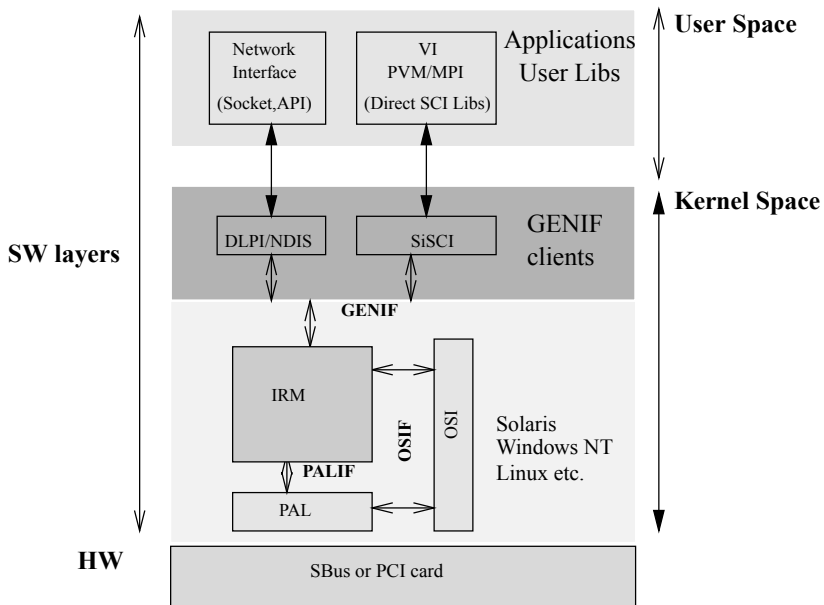 Network
Interface
(Socket,API)
VI
PVM/MPI
(Direct SCI Libs)
Applications
User Libs
User Space
Kernel Space
SW layers
DLPI/NDIS
SiSCI
GENIF
clients
GENIF
IRM
OSIF
OSI
Solaris
Windows NT
Linux etc.
PALIF
PAL
HW
SBus or PCI card